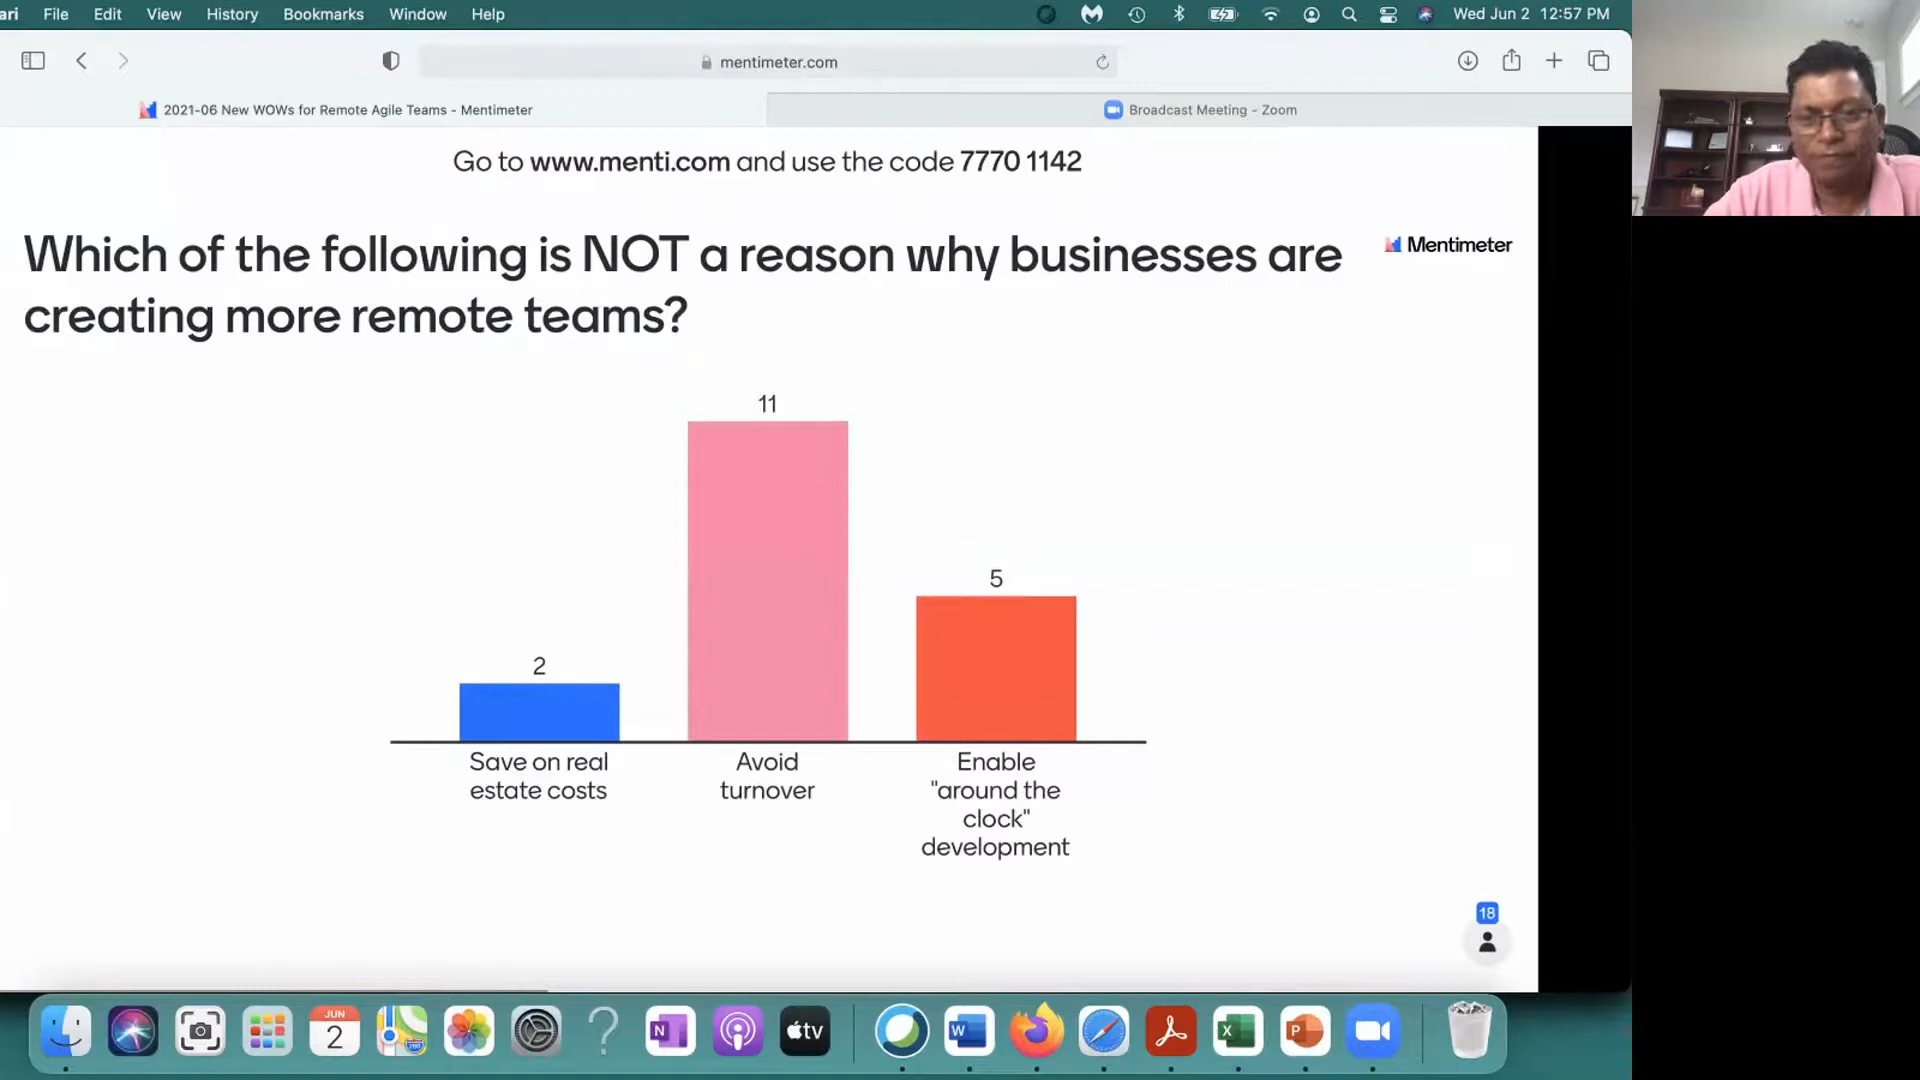 ari File Edit View History Bookmarks Window Help Wed Jun 2 12:57 PM
mentimeter.com
2021-06 New WOWs for Remote Agile Teams - Mentimeter Broadcast Meeting - Zoom
Go to www.menti.com and use the code 7770 1142
Which of the following is NOT a reason why businesses are
creating more remote teams?
Mentimeter
11
5
2
Save on real
estate costs
Avoid
turnover
Enable
"around the
clock"
development
18
JUN
2
N
tv
W
X
P